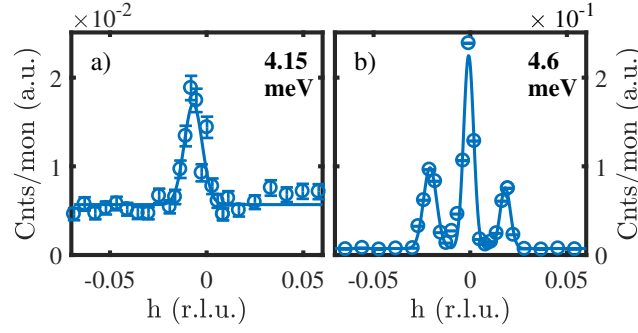 ×10⁻² ×10⁻¹
a) 4.15 meV
b) 4.6 meV
Cnts/mon (a.u.)
2
1
0
-0.05 0 0.05
h (r.l.u.)
-0.05 0 0.05
h (r.l.u.)
2
1
0
Cnts/mon (a.u.)